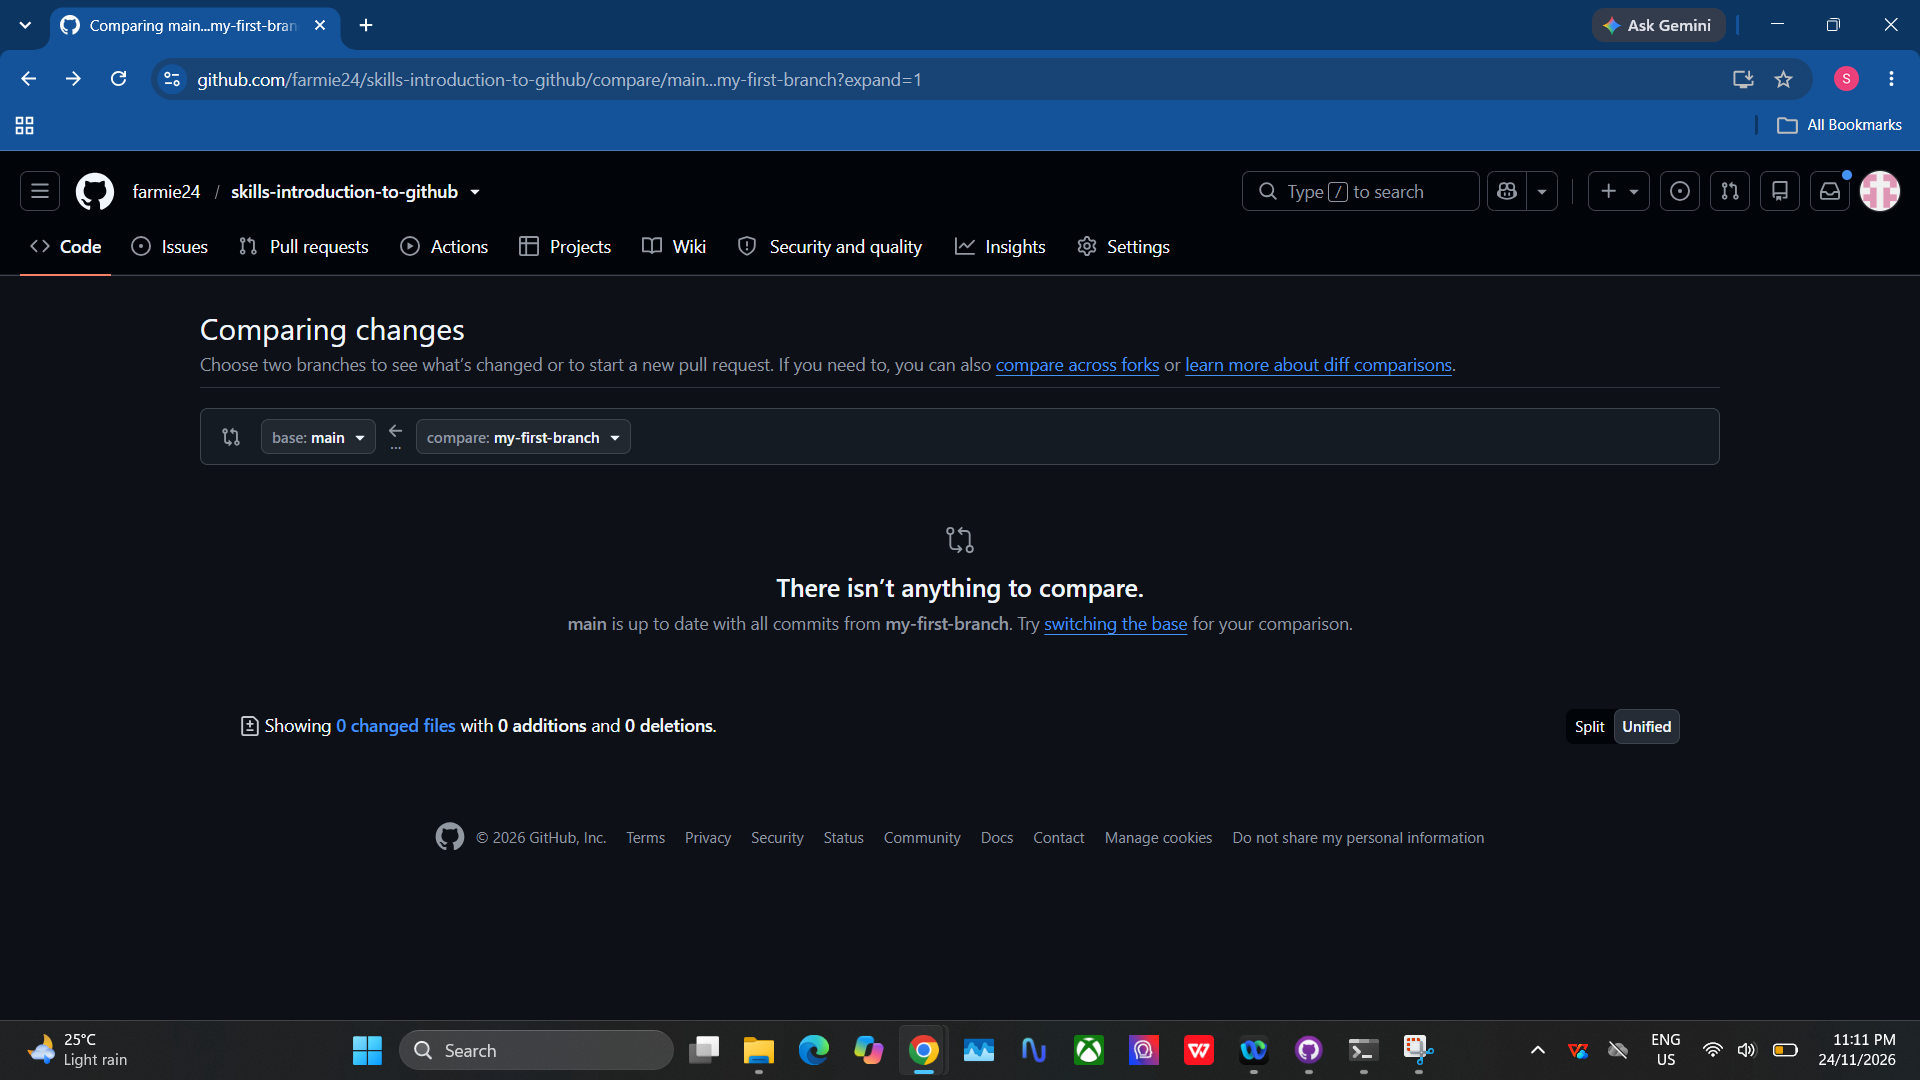 Comparing main...my-first-bran
Ask Gemini
github.com/farmie24/skills-introduction-to-github/compare/main...my-first-branch?expand=1
S
All Bookmarks
farmie24 / skills-introduction-to-github
Type / to search
Code
Issues
Pull requests
Actions
Projects
Wiki
Security and quality
Insights
Settings
Comparing changes
Choose two branches to see what’s changed or to start a new pull request. If you need to, you can also compare across forks or learn more about diff comparisons.
base: main
...
compare: my-first-branch
There isn’t anything to compare.
main is up to date with all commits from my-first-branch. Try switching the base for your comparison.
Showing 0 changed files with 0 additions and 0 deletions.
Split
Unified
© 2026 GitHub, Inc.
Terms
Privacy
Security
Status
Community
Docs
Contact
Manage cookies
Do not share my personal information
25°C
Light rain
Search
ENG
US
11:11 PM
24/11/2026